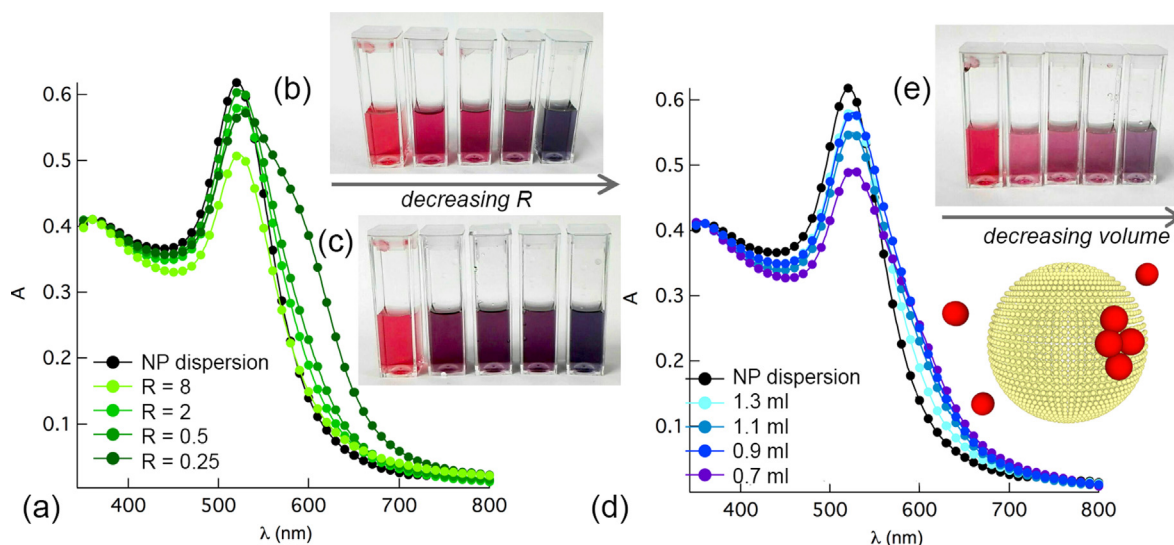 (a)
A
0.6
0.5
0.4
0.3
0.2
0.1
400
500
600
700
800
λ (nm)
NP dispersion
R = 8
R = 2
R = 0.5
R = 0.25
(b)
decreasing R
(c)
(d)
A
0.6
0.5
0.4
0.3
0.2
0.1
400
500
600
700
800
λ (nm)
NP dispersion
1.3 ml
1.1 ml
0.9 ml
0.7 ml
(e)
decreasing volume